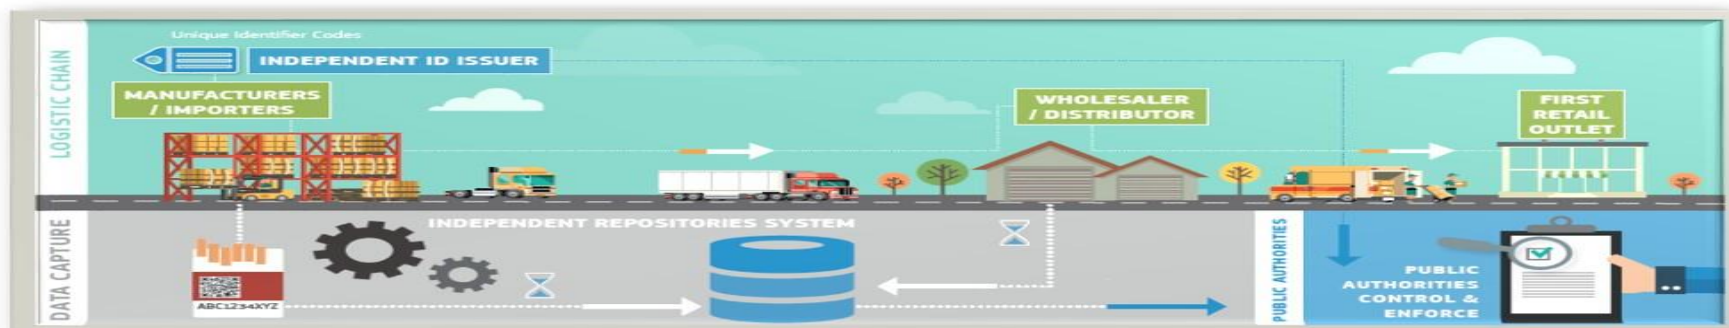 LOGISTIC CHAIN
Unique Identifier Codes
INDEPENDENT ID ISSUER
MANUFACTURERS
/ IMPORTERS
WHOLESALER
/ DISTRIBUTOR
FIRST
RETAIL
OUTLET
DATA CAPTURE
INDEPENDENT REPOSITORIES SYSTEM
ABC1234XYZ
PUBLIC AUTHORITIES
PUBLIC
AUTHORITIES
CONTROL &
ENFORCE